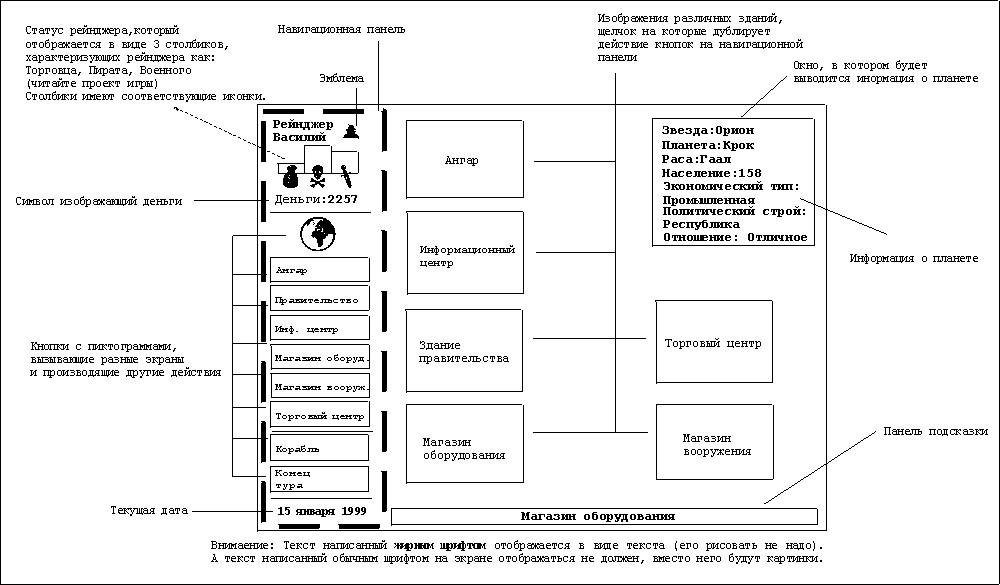 Статус рейнджера,который
отображается в виде 3 столбиков,
характеризующих рейнджера как:
Торговца, Пирата, Военного
(читайте проект игры)
Столбики имеют соответствующие иконки.
Навигационная панель
Эмблема
Изображения различных зданий,
щелчок на которые дублирует
действие кнопок на навигационной
панели
Окно, в котором будет
выводится инормация о планете
Рейнджер
Василий
Деньги:2257
Символ изображающий деньги
Ангар
Правительство
Инф. центр
Магазин оборуд.
Магазин вооруж.
Торговый центр
Корабль
Конец
тура
15 января 1999
Кнопки с пиктограммами,
вызывающие разные экраны
и производящие другие действия
Текущая дата
Ангар
Информационный
центр
Здание
правительства
Магазин
оборудования
Звезда:Орион
Планета:Крок
Раса:Гаал
Население:158
Экономический тип:
Промышленная
Политический строй:
Республика
Отношение: Отличное
Информация о планете
Торговый центр
Магазин
вооружения
Панель подсказки
Магазин оборудования
Внимаение: Текст написанный жирным шрифтом отображается в виде текста (его рисовать не надо).
А текст написанный обычным шрифтом на экране отображаться не должен, вместо него будут картинки.